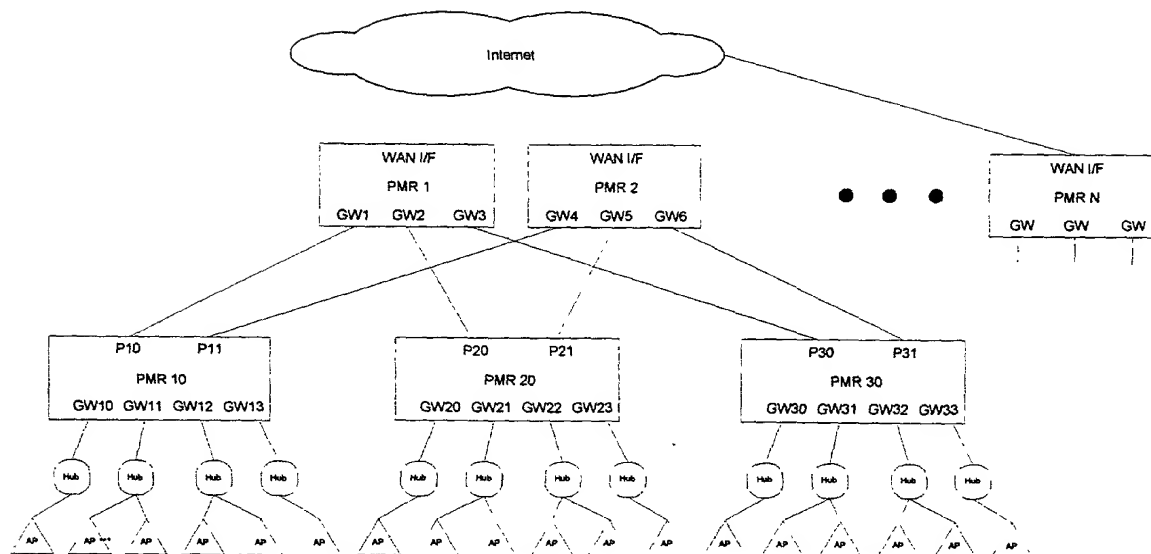 Internet
WAN I/F WAN I/F WAN I/F
PMR 1 PMR 2 PMR N
GW1 GW2 GW3 GW4 GW5 GW6 GW GW GW
P10 P11 P20 P21 P30 P31
PMR 10 PMR 20 PMR 30
GW10 GW11 GW12 GW13 GW20 GW21 GW22 GW23 GW30 GW31 GW32 GW33
Hub Hub Hub Hub Hub Hub Hub Hub Hub Hub Hub Hub
AP AP AP AP AP AP AP AP AP AP AP AP AP AP AP